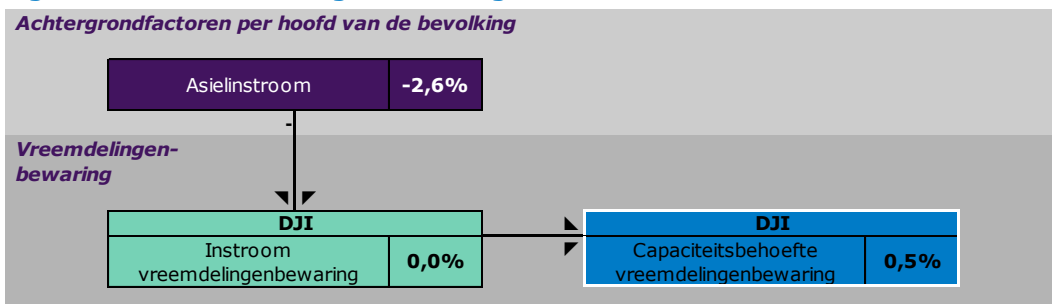 Achtergrondfactoren per hoofd van de bevolking
Asielinstroom -2,6%
-
Vreemdelingen-
bewaring
DJI
Instroom
vreemdelingenbewaring 0,0%
DJI
Capaciteitsbehoefte
vreemdelingenbewaring 0,5%